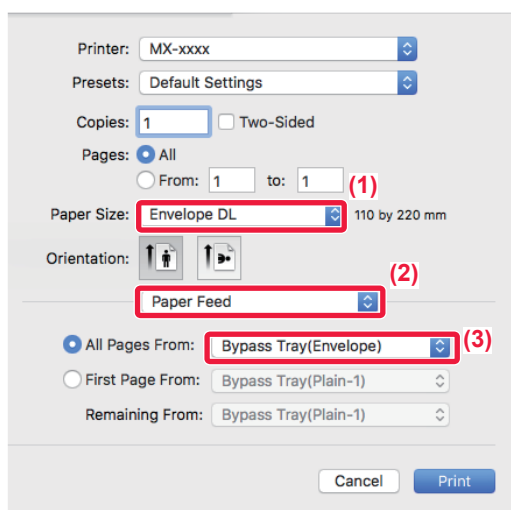 Printer: MX-xxxx
Presets: Default Settings
Copies: 1 Two-Sided
Pages: All
From: 1 to: 1 (1)
Paper Size: Envelope DL 110 by 220 mm
Orientation:
(2)
Paper Feed
All Pages From: Bypass Tray(Envelope) (3)
First Page From: Bypass Tray(Plain-1)
Remaining From: Bypass Tray(Plain-1)
Cancel Print